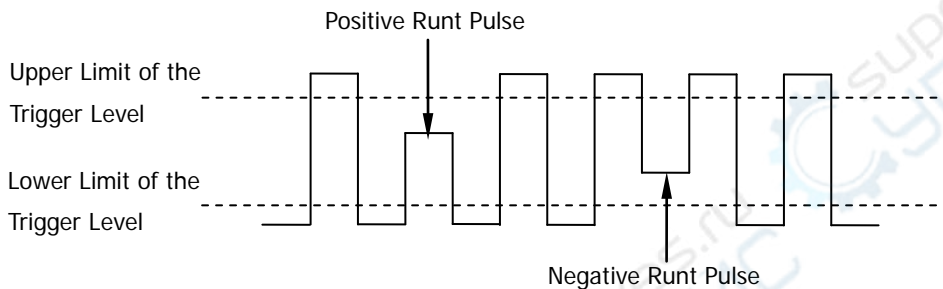 Positive Runt Pulse
Upper Limit of the
Trigger Level
Lower Limit of the
Trigger Level
Negative Runt Pulse